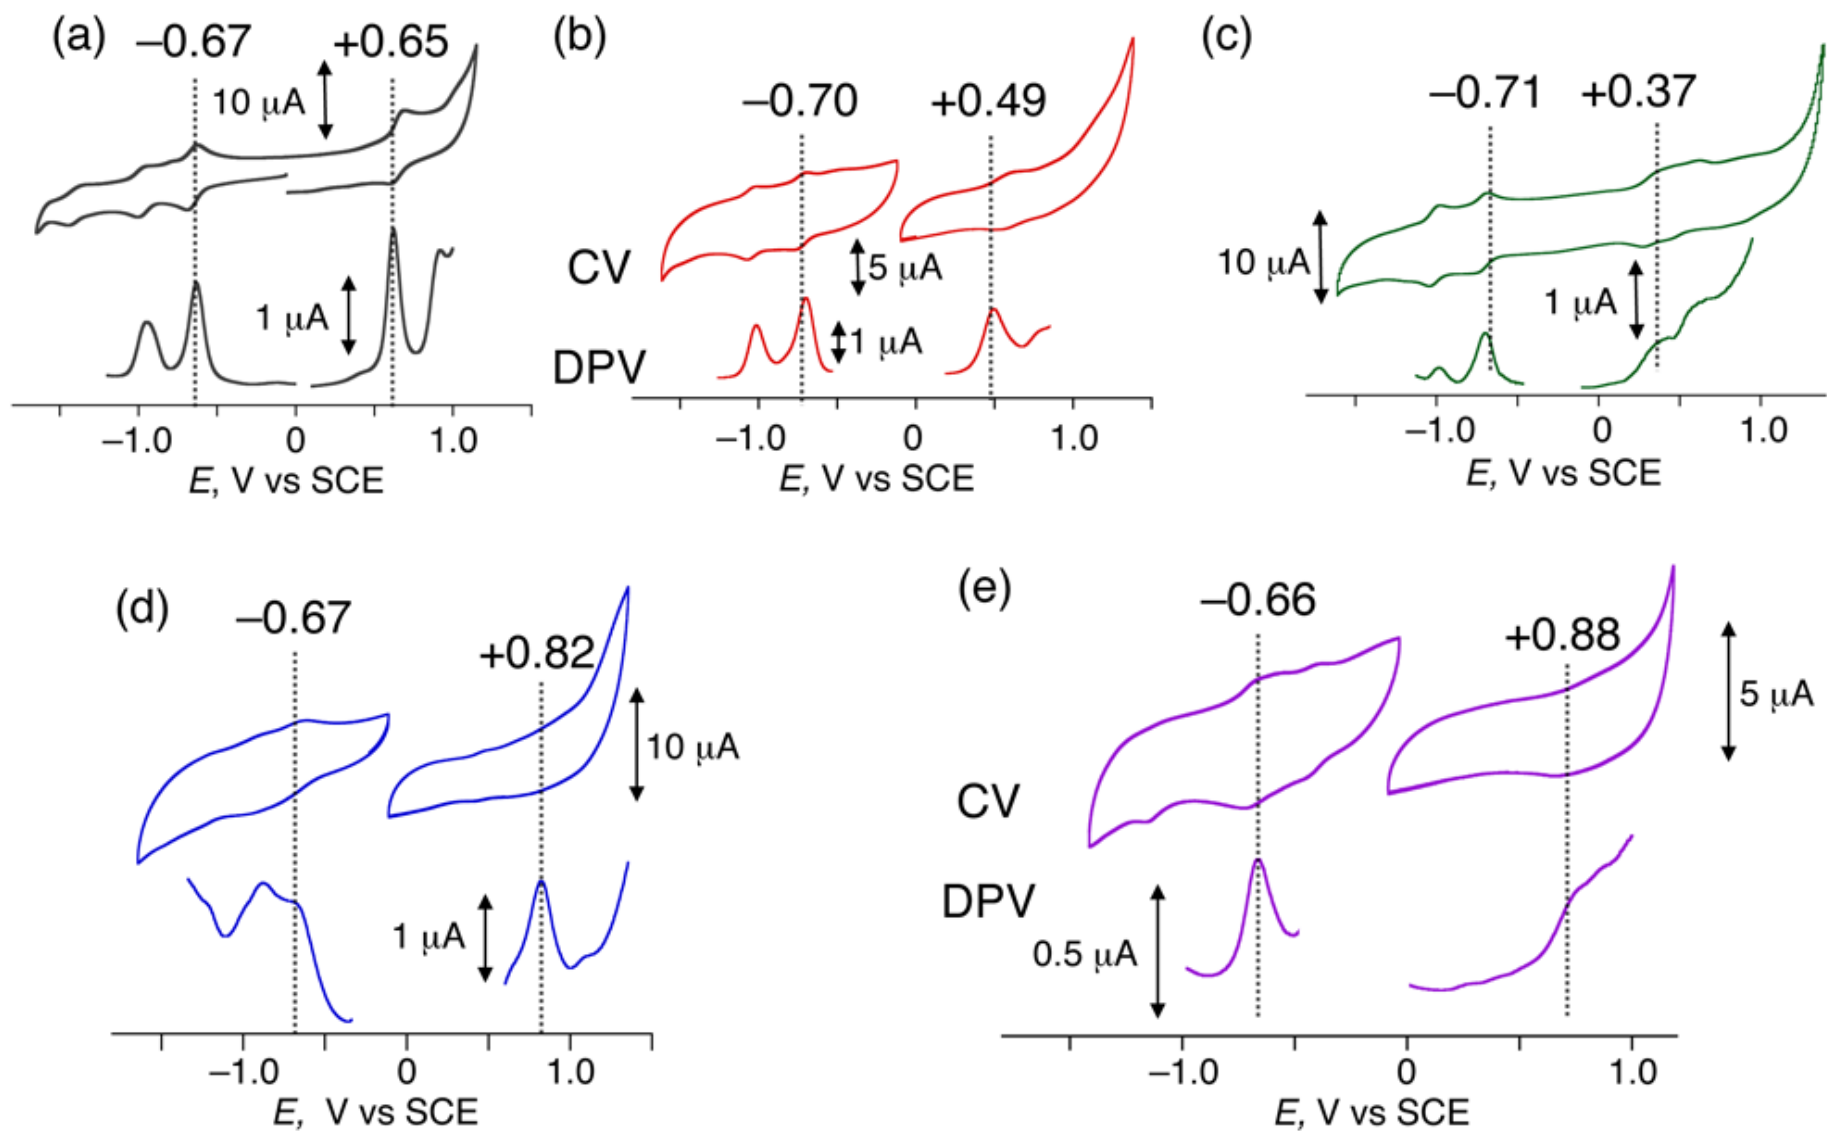 (a)
–0.67
+0.65
10 μA
1 μA
–1.0
0
1.0
E, V vs SCE
(b)
–0.70
+0.49
CV
5 μA
DPV
1 μA
–1.0
0
1.0
E, V vs SCE
(c)
–0.71
+0.37
10 μA
1 μA
–1.0
0
1.0
E, V vs SCE
(d)
–0.67
+0.82
10 μA
1 μA
–1.0
0
1.0
E, V vs SCE
(e)
–0.66
+0.88
5 μA
CV
DPV
0.5 μA
–1.0
0
1.0
E, V vs SCE